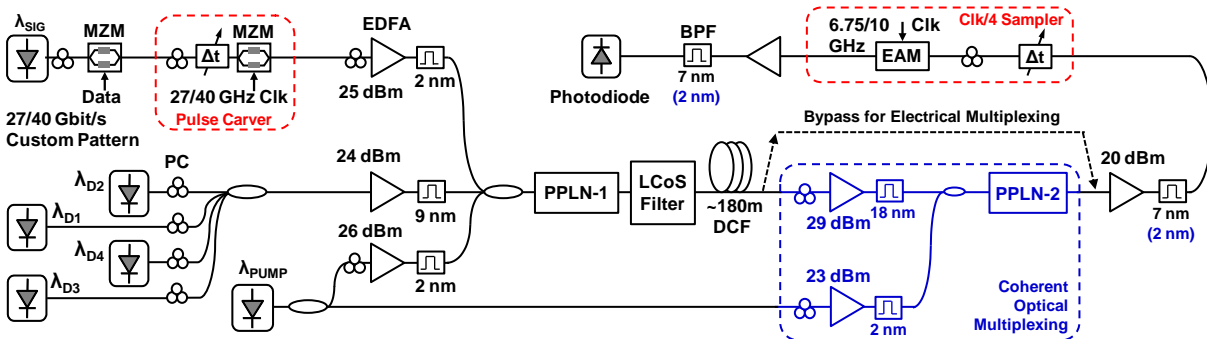 λSIG
MZM
Data
27/40 Gbit/s
Custom Pattern
Δt
MZM
27/40 GHz Clk
Pulse Carver
EDFA
25 dBm
2 nm
Photodiode
BPF
7 nm
(2 nm)
6.75/10
GHz
Clk
EAM
Clk/4 Sampler
Δt
Bypass for Electrical Multiplexing
PC
λD2
λD1
λD4
λD3
24 dBm
9 nm
26 dBm
2 nm
λPUMP
PPLN-1
LCoS
Filter
~180m
DCF
29 dBm
18 nm
PPLN-2
23 dBm
2 nm
Coherent
Optical
Multiplexing
20 dBm
7 nm
(2 nm)